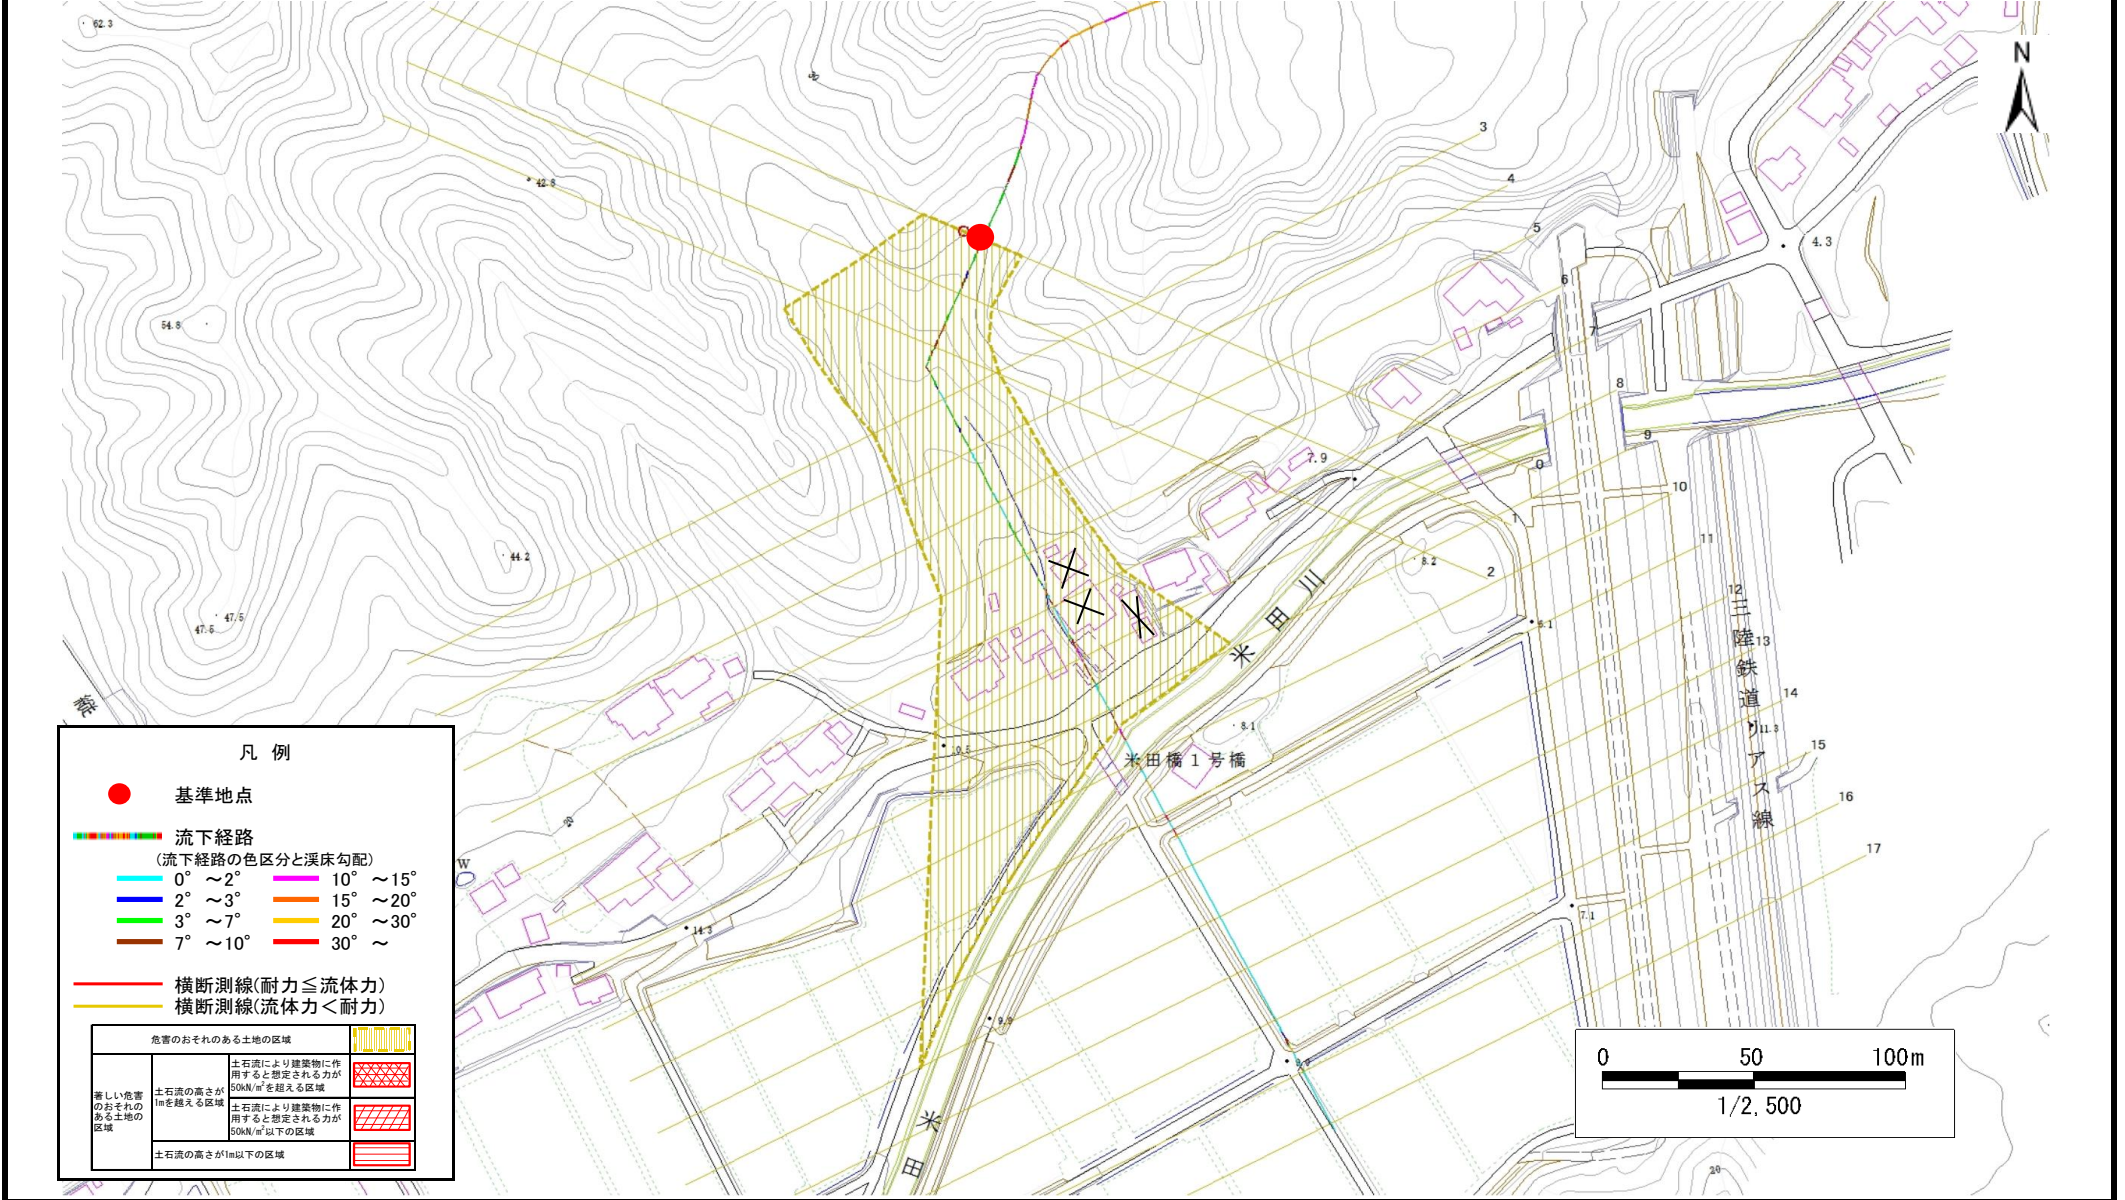 62.3
N
3
42.8
4
5
4.3
6
54.8
7
8
9
7.9
0
10
1
11
44.2
8.2
2
12
47.5
47.5
6.1
米田川
13
三陸鉄道リアス線
14
縦
8.1
11.3
10.5
15
米田橋1号橋
16
20
17
W
7.1
14.3
9.9
米
田
20
凡例
基準地点
流下経路
(流下経路の色区分と渓床勾配)
0°~2° 10°~15°
2°~3° 15°~20°
3°~7° 20°~30°
7°~10° 30°~
横断測線(耐力≦流体力)
横断測線(流体力<耐力)
危害のおそれのある土地の区域
著しい危害
のおそれの
ある土地の
区域
土石流の高さが
1mを越える区域
土石流により建築物に作
用すると想定される力が
50kN/m²を超える区域
土石流により建築物に作
用すると想定される力が
50kN/m²以下の区域
土石流の高さが1m以下の区域
0 50 100m
1/2,500